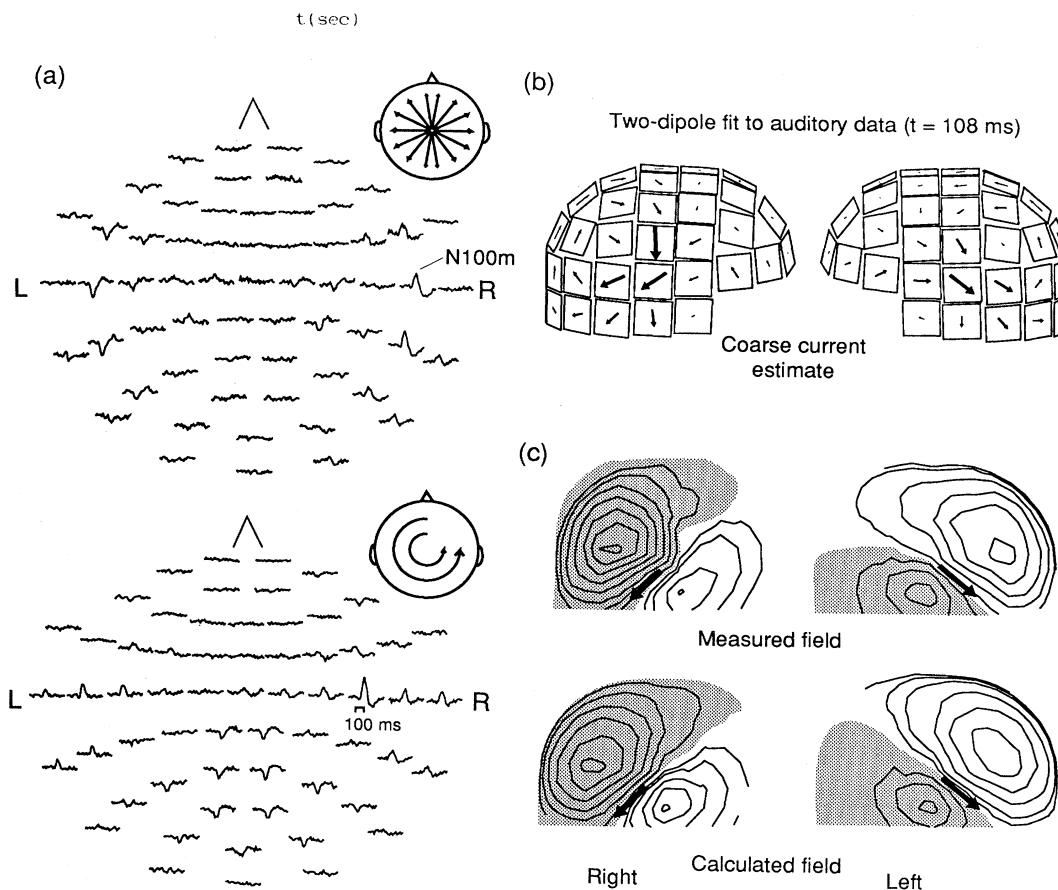 t(sec)
(a)
N100m
L
R
L
R
100 ms
(b)
Two-dipole fit to auditory data (t = 108 ms)
Coarse current
estimate
(c)
Measured field
Calculated field
Right
Left